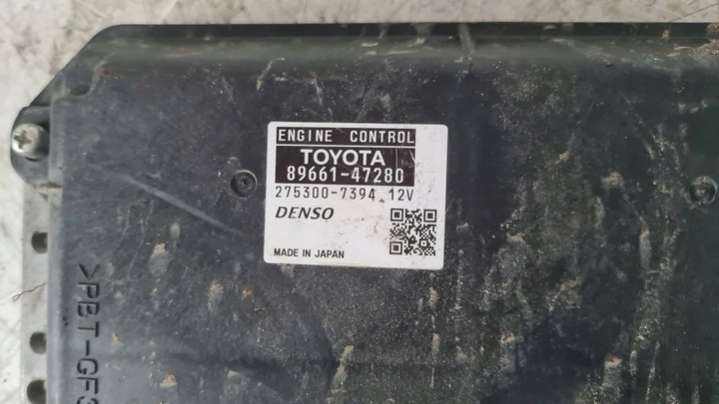 ENGINE CONTROL
TOYOTA
89661-47280
275300-7394 12V
DENSO
MADE IN JAPAN
>PBT-GF3